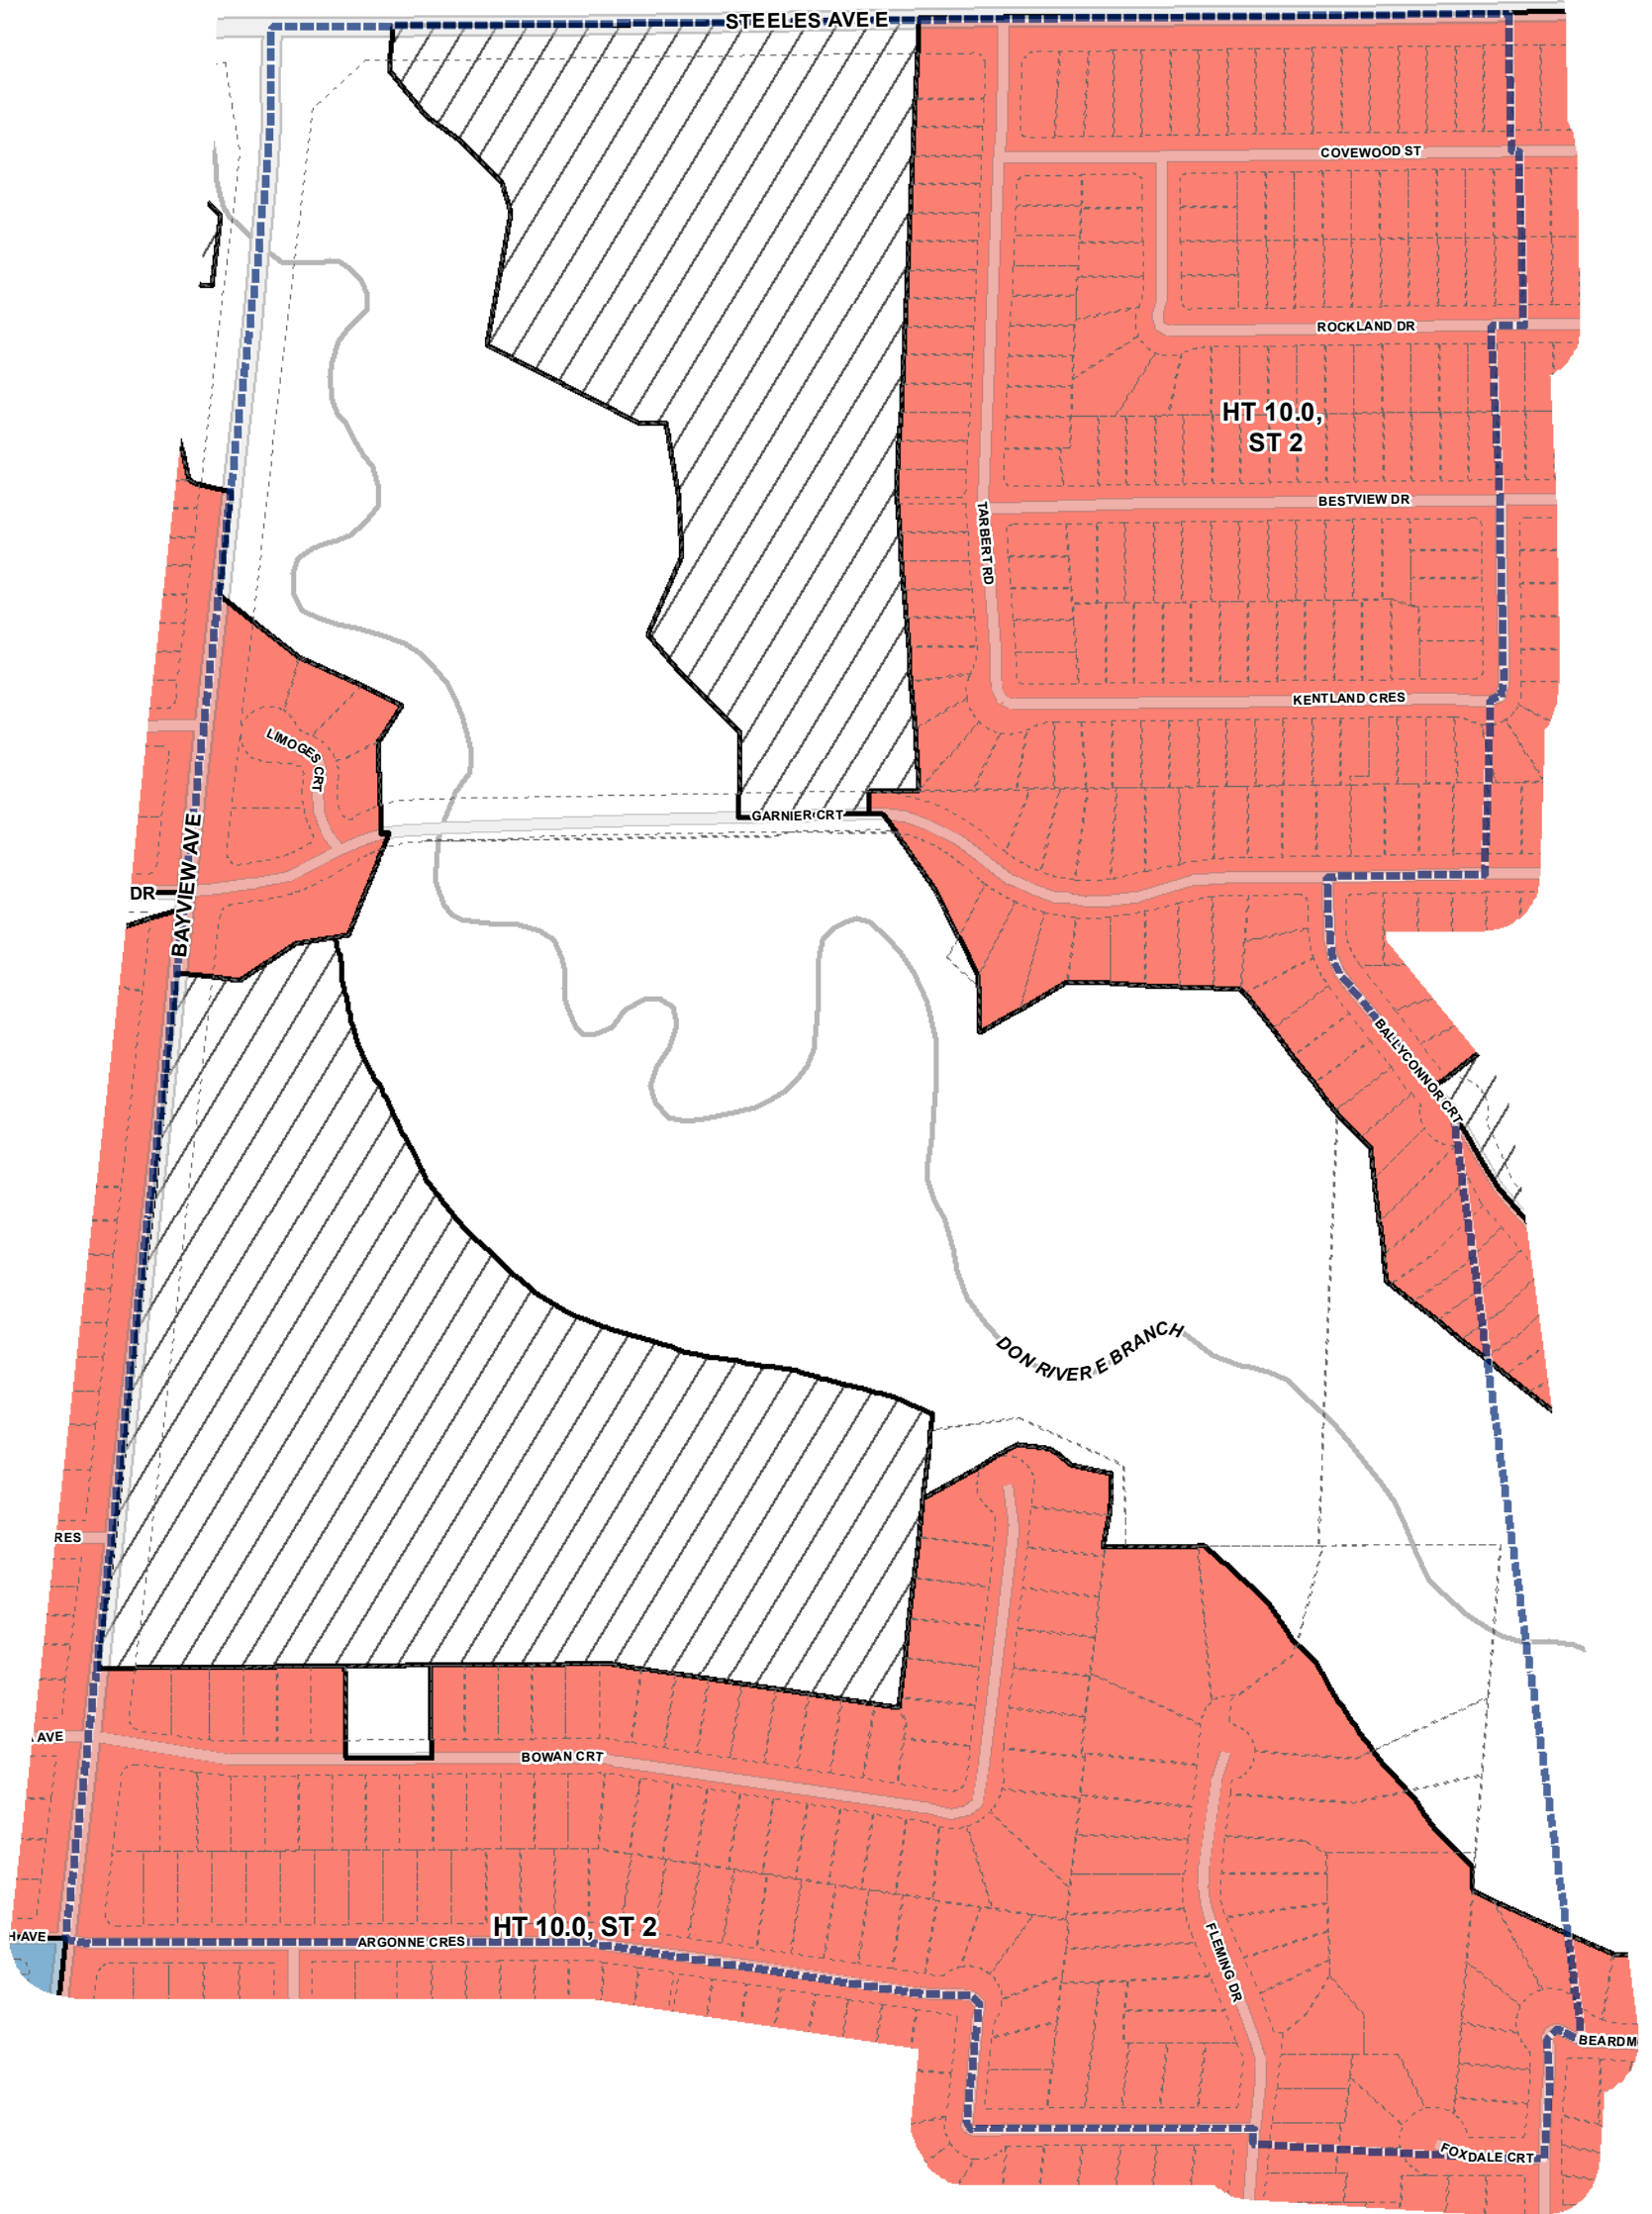 STEELES AVE E
COVEWOOD ST
ROCKLAND DR
HT 10.0,
ST 2
BESTVIEW DR
TARBERT RD
KENTLAND CRES
LIMOGES CRT
GARNIER CRT
BAYVIEW AVE
DR
BALLYCONNOR CRT
DON RIVER E BRANCH
RES
AVE
BOWAN CRT
HT 10.0, ST 2
H AVE
ARGONNE CRES
FLEMING DR
BEARDM
FOXDALE CRT